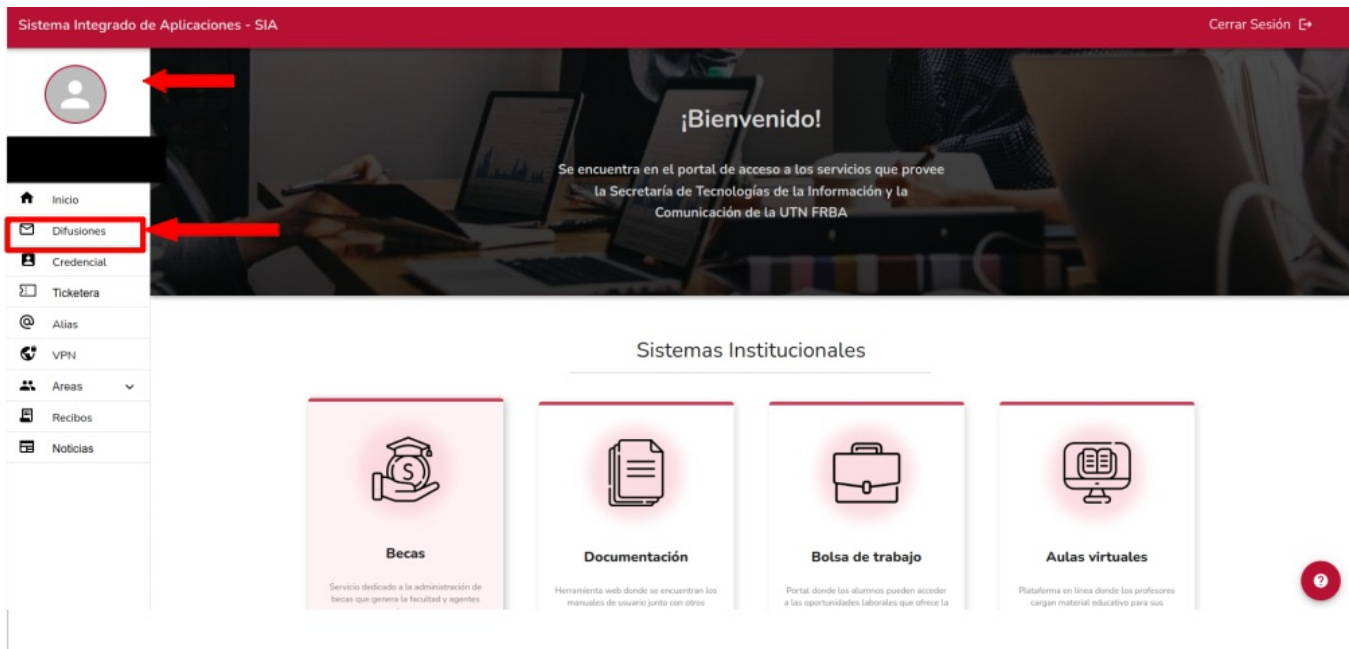 Sistema Integrado de Aplicaciones - SIA
Cerrar Sesión
¡Bienvenido!
Se encuentra en el portal de acceso a los servicios que provee
la Secretaría de Tecnologías de la Información y la
Comunicación de la UTN FRBA
Inicio
Difusiones
Credencial
Ticketera
Alias
VPN
Areas
Recibos
Noticias
Sistemas Institucionales
Becas
Servicio dedicado a la administración de
becas que genera la facultad y agentes
Documentación
Herramienta web donde se encuentran los
manuales de usuario junto con otros
Bolsa de trabajo
Portal donde los alumnos pueden acceder
a las oportunidades laborales que ofrece la
Aulas virtuales
Plataforma en línea donde los profesores
cargan material educativo para sus